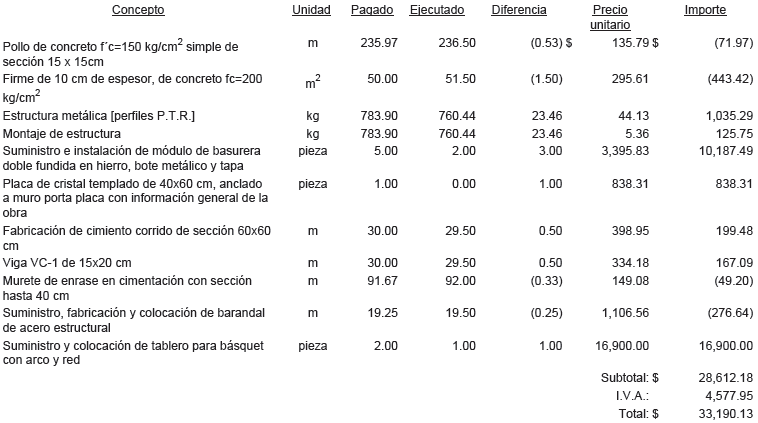 Concepto Unidad Pagado Ejecutado Diferencia Precio unitario Importe
Pollo de concreto f´c=150 kg/cm2 simple de m 235.97 236.50 (0.53) $ 135.79 $ (71.97)
sección 15 x 15cm
Firme de 10 cm de espesor, de concreto fc=200 m2 50.00 51.50 (1.50) 295.61 (443.42)
kg/cm2
Estructura metálica [perfiles P.T.R.] kg 783.90 760.44 23.46 44.13 1,035.29
Montaje de estructura kg 783.90 760.44 23.46 5.36 125.75
Suministro e instalación de módulo de basurera pieza 5.00 2.00 3.00 3,395.83 10,187.49
doble fundida en hierro, bote metálico y tapa
Placa de cristal templado de 40x60 cm, anclado pieza 1.00 0.00 1.00 838.31 838.31
a muro porta placa con información general de la
obra
Fabricación de cimiento corrido de sección 60x60 m 30.00 29.50 0.50 398.95 199.48
cm
Viga VC-1 de 15x20 cm m 30.00 29.50 0.50 334.18 167.09
Murete de enrase en cimentación con sección m 91.67 92.00 (0.33) 149.08 (49.20)
hasta 40 cm
Suministro, fabricación y colocación de barandal m 19.25 19.50 (0.25) 1,106.56 (276.64)
de acero estructural
Suministro y colocación de tablero para básquet pieza 2.00 1.00 1.00 16,900.00 16,900.00
con arco y red
Subtotal: $ 28,612.18
I.V.A.: 4,577.95
Total: $ 33,190.13